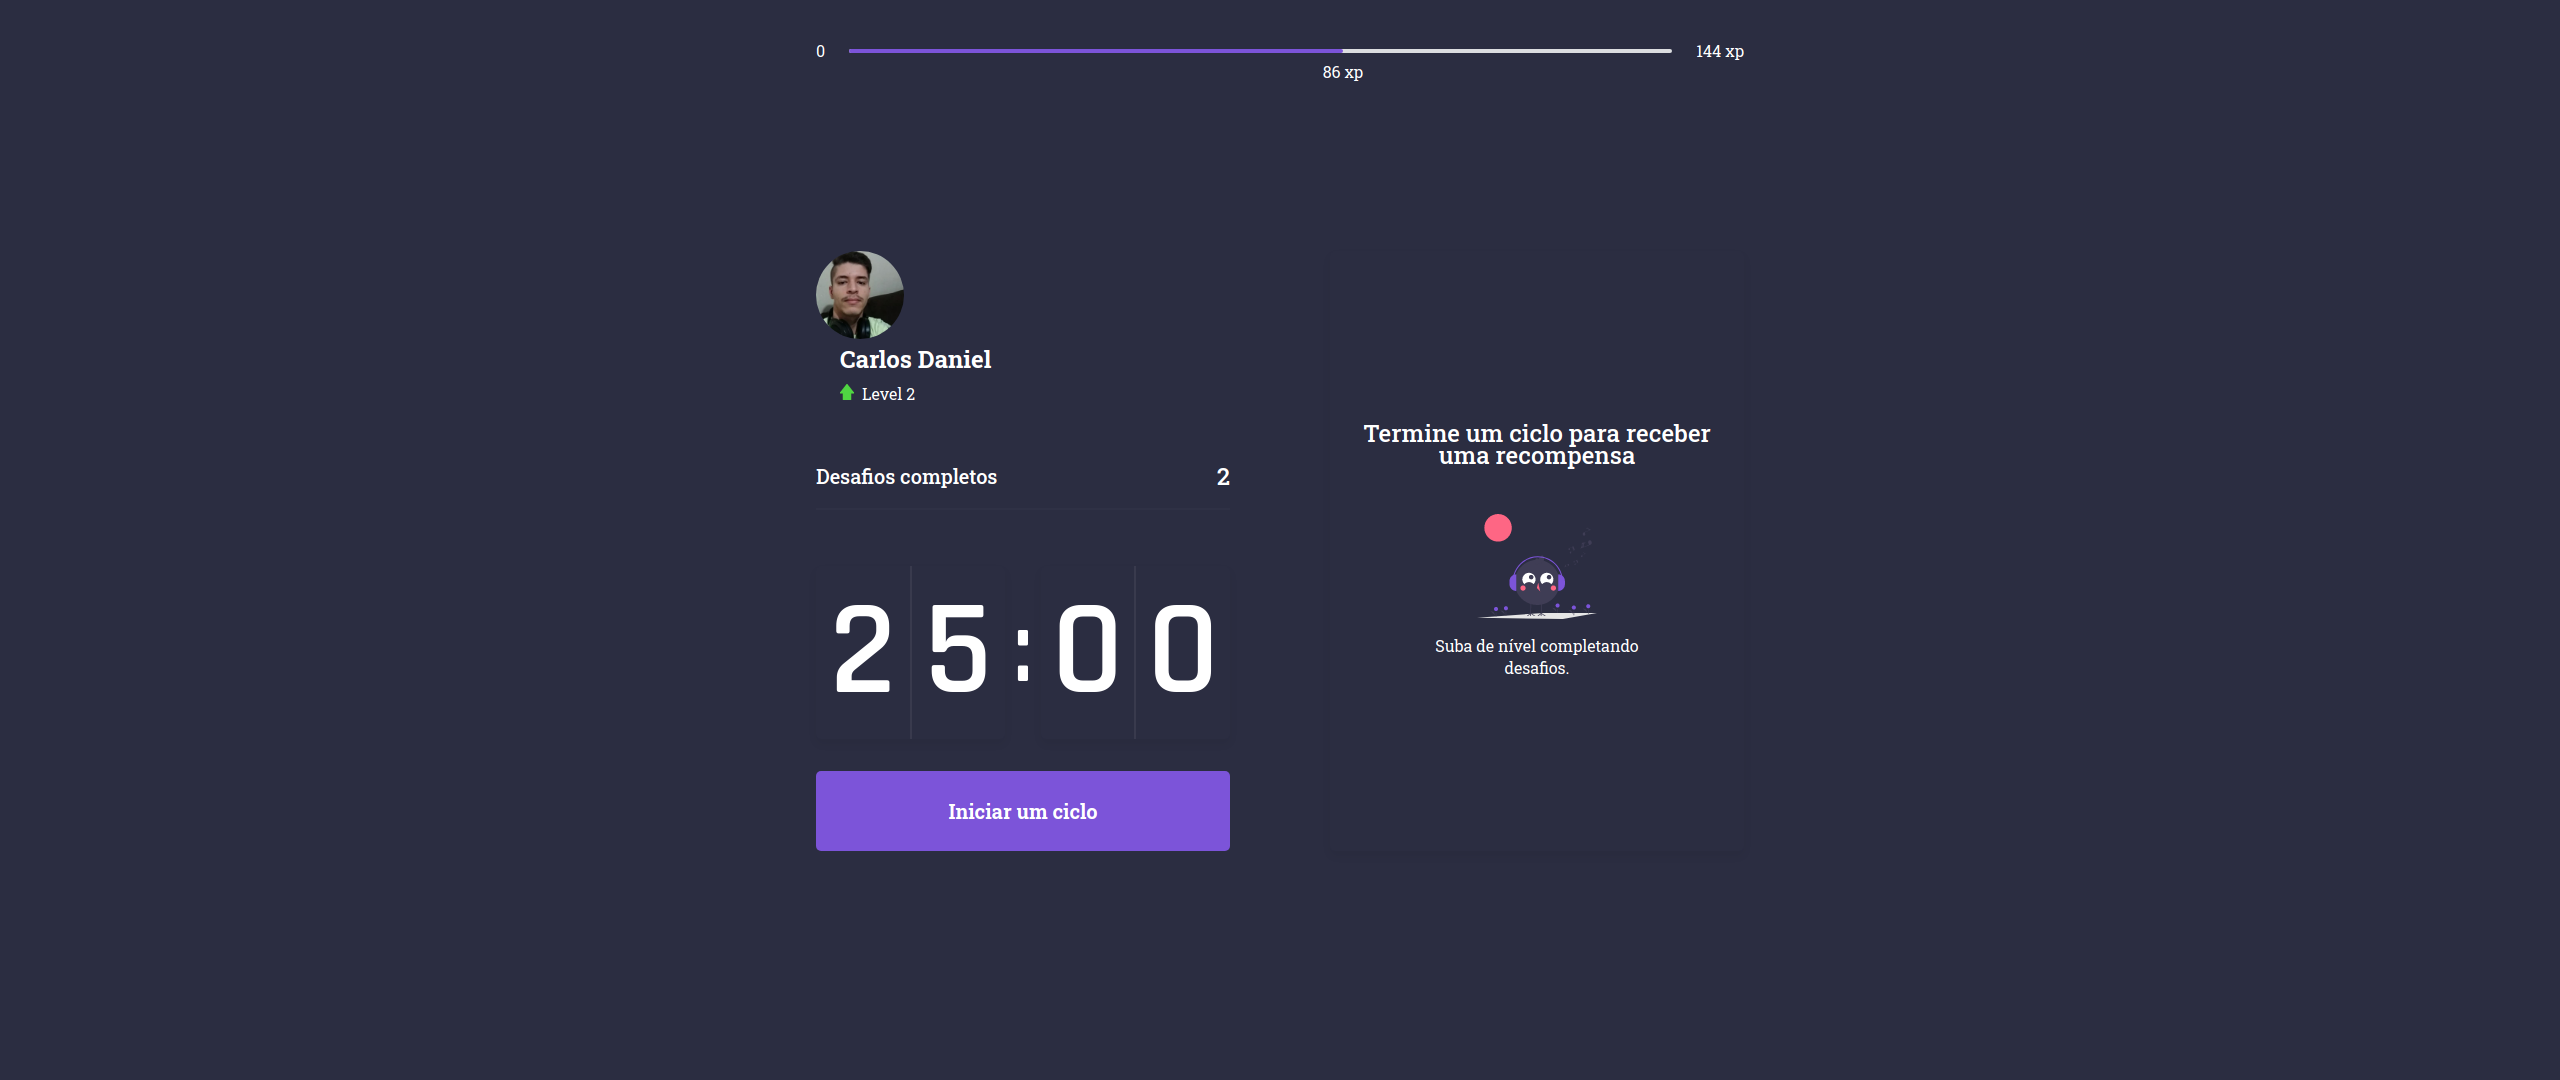 0
144 xp
86 xp
Carlos Daniel
Level 2
Desafios completos
2
25:00
Iniciar um ciclo
Termine um ciclo para receber
uma recompensa
Suba de nível completando
desafios.